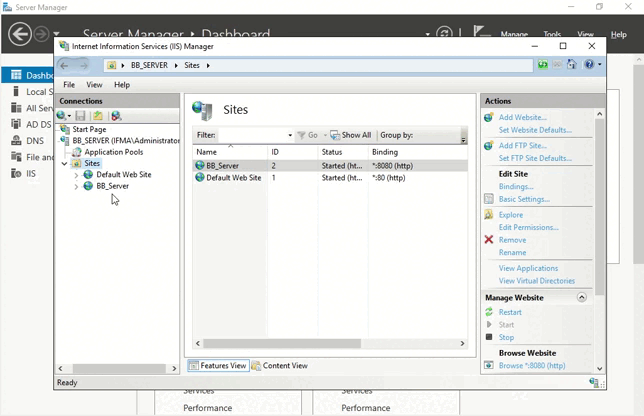 Server Manager
Server Manager ▸ Dashboard
Manage Tools View Help
Dashbo
Local S
All Serv
AD DS
DNS
File and
IIS
Internet Information Services (IIS) Manager
BB_SERVER ▸ Sites ▸
File View Help
Connections
Start Page
BB_SERVER (IFMA\Administrator
Application Pools
Sites
Default Web Site
BB_Server
Sites
Filter: Go Show All Group by:
Name ID Status Binding
BB_Server 2 Started (ht... *:8080 (http)
Default Web Site 1 Started (ht... *:80 (http)
Features View Content View
Actions
Add Website...
Set Website Defaults...
Add FTP Site...
Set FTP Site Defaults...
Edit Site
Bindings...
Basic Settings...
Explore
Edit Permissions...
Remove
Rename
View Applications
View Virtual Directories
Manage Website
Restart
Start
Stop
Browse Website
Browse *:8080 (http)
Ready
Services Services
Performance Performance